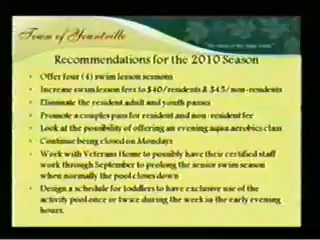 Town of Yountville
Recommendations for the 2010 Season
• Offer four (4) swim lesson sessions
• Increase swim lesson fees to $40/residents & $45/non-residents
• Eliminate the resident adult and youth passes
• Promote a couples pass for resident and non-resident fee
• Look at the possibility of offering an evening aqua aerobics class
• Continue being closed on Mondays
• Work with Veterans Home to possibly have their certified staff
work through September to prolong the senior swim season
when normally the pool closes down
• Design a schedule for toddlers to have exclusive use of the
activity pool once or twice during the week in the early evening
hours.